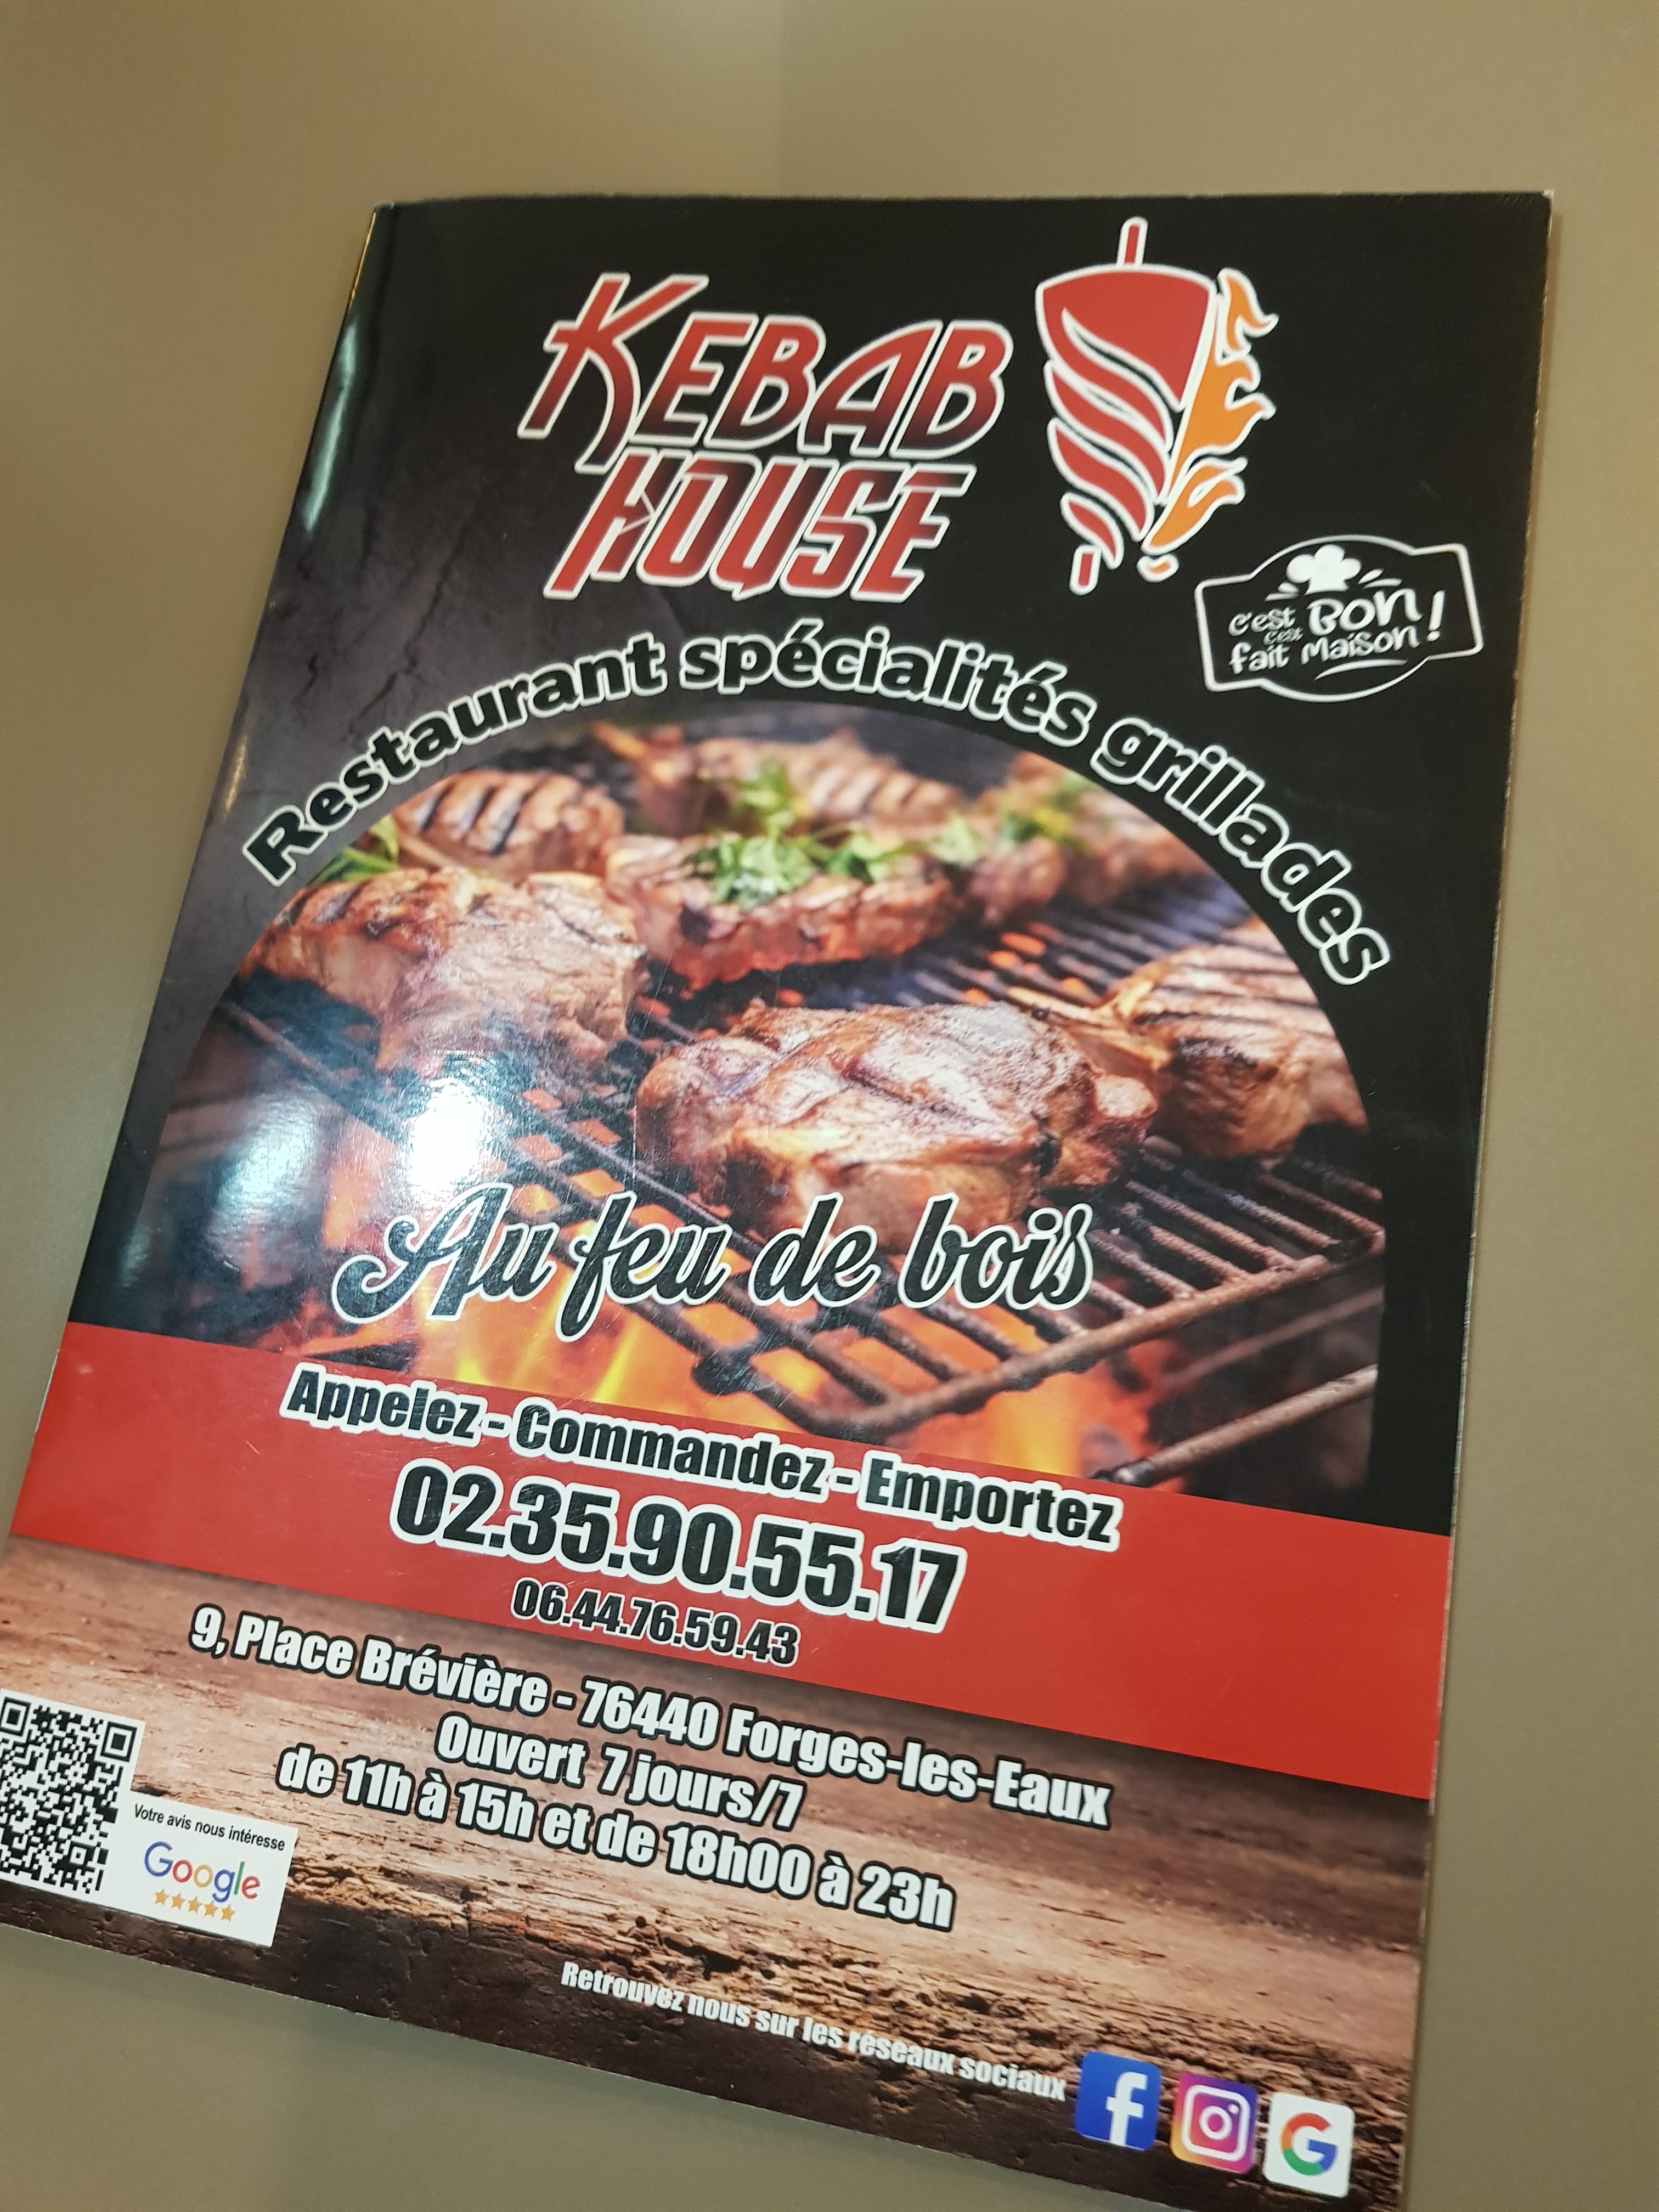 KEBAB
HOUSE
c'est Bon!
c'est
fait Maison
Restaurant spécialités grillades
Au feu de bois
Appelez - Commandez - Emportez
02.35.90.55.17
06.44.76.59.43
9, Place Brévière - 76440 Forges-les-Eaux
Ouvert 7 jours/7
de 11h à 15h et de 18h00 à 23h
Votre avis nous intéresse
Google
Retrouvez nous sur les réseaux sociaux